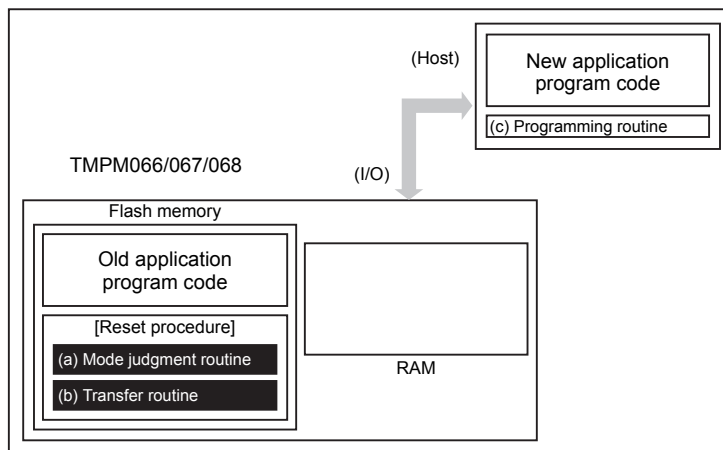 (Host)
New application
program code
(c) Programming routine
TMPM066/067/068
(I/O)
Flash memory
Old application
program code
[Reset procedure]
(a) Mode judgment routine
(b) Transfer routine
RAM